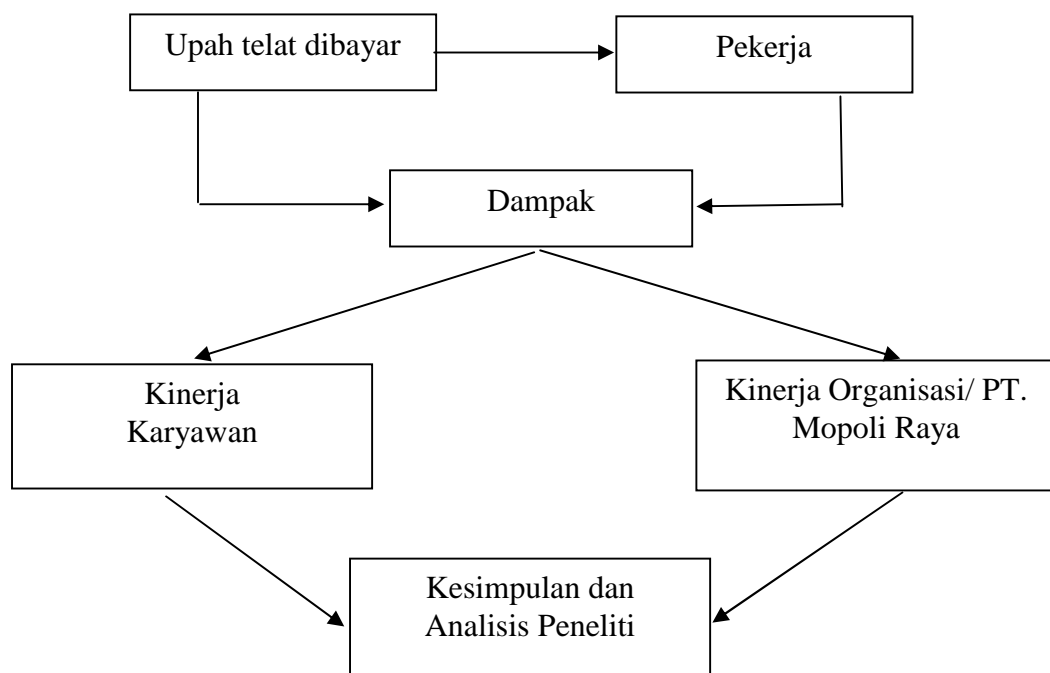 Upah telat dibayar
Pekerja
Dampak
Kinerja
Karyawan
Kinerja Organisasi/ PT.
Mopoli Raya
Kesimpulan dan
Analisis Peneliti